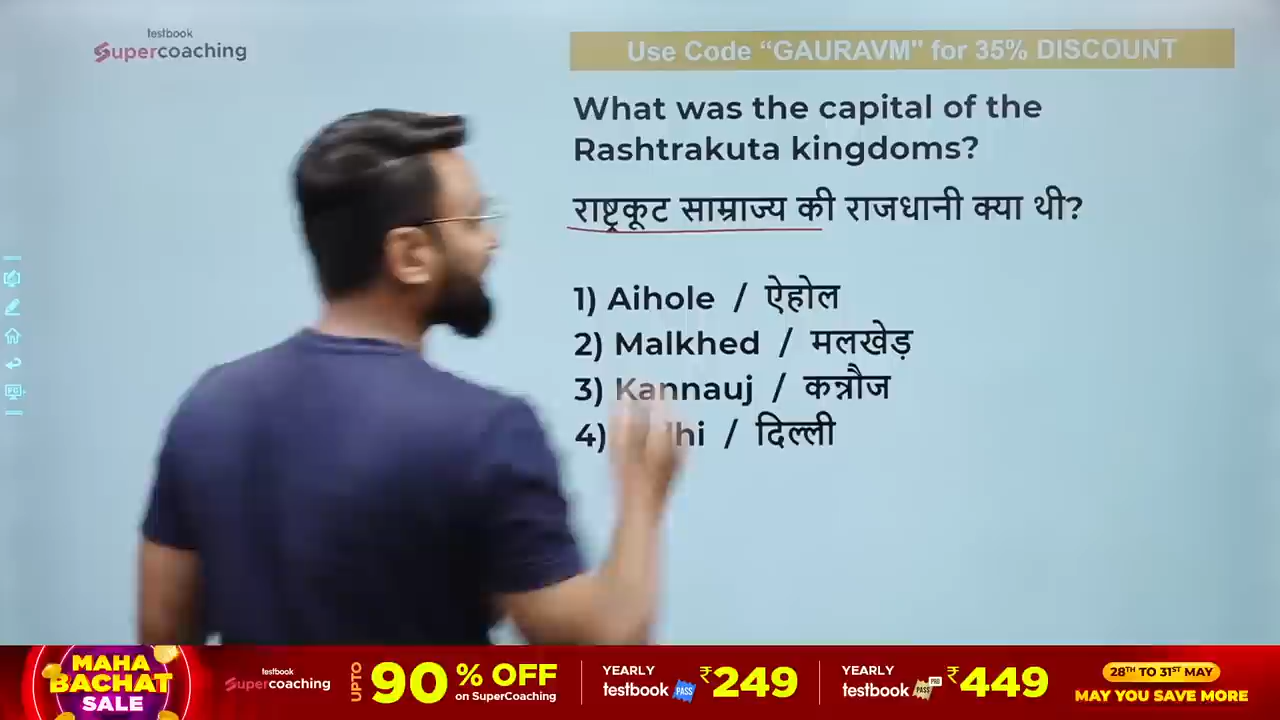 testbook
Supercoaching
Use Code “GAURAVM" for 35% DISCOUNT
What was the capital of the
Rashtrakuta kingdoms?
राष्ट्रकूट साम्राज्य की राजधानी क्या थी?
1) Aihole / ऐहोल
2) Malkhed / मलखेड़
3) Kannauj / कन्नौज
4) / दिल्ली
MAHA
BACHAT
SALE
testbook
Supercoaching
UPTO 90% OFF
on SuperCoaching
YEARLY
testbook PASS ₹249
YEARLY
testbook PASS PRO ₹449
28TH TO 31ST MAY
MAY YOU SAVE MORE